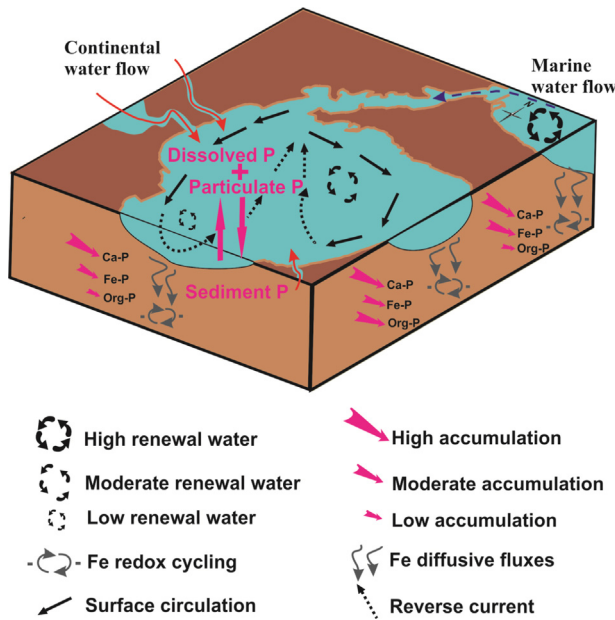 Continental
water flow
Marine
water flow
Dissolved P
+
Particulate P
Sediment P
Ca-P
Fe-P
Org-P
Ca-P
Fe-P
Org-P
Ca-P
Fe-P
Org-P
High renewal water
Moderate renewal water
Low renewal water
Fe redox cycling
Surface circulation
High accumulation
Moderate accumulation
Low accumulation
Fe diffusive fluxes
Reverse current